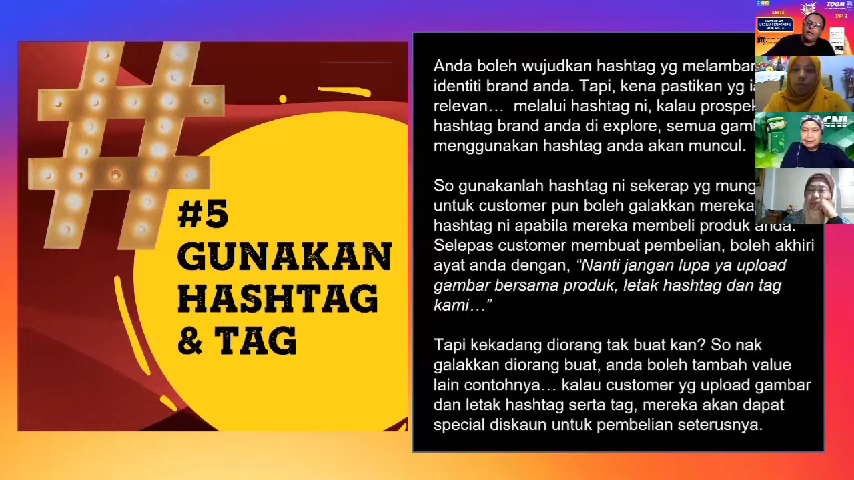 #5
GUNAKAN
HASHTAG
& TAG
Anda boleh wujudkan hashtag yg
identiti brand anda. Tapi, kena pastikan yg
relevan… melalui hashtag ni, kalau
hashtag brand anda di explore, semua
menggunakan hashtag anda akan muncul.
So gunakanlah hashtag ni sekerap yg
untuk customer pun boleh galakkan mereka
hashtag ni apabila mereka membeli produk anda.
Selepas customer membuat pembelian, boleh akhiri
ayat anda dengan, “Nanti jangan lupa ya upload
gambar bersama produk, letak hashtag dan tag
kami…”
Tapi kekadang diorang tak buat kan? So nak
galakkan diorang buat, anda boleh tambah value
lain contohnya… kalau customer yg upload gambar
dan letak hashtag serta tag, mereka akan dapat
special diskaun untuk pembelian seterusnya.